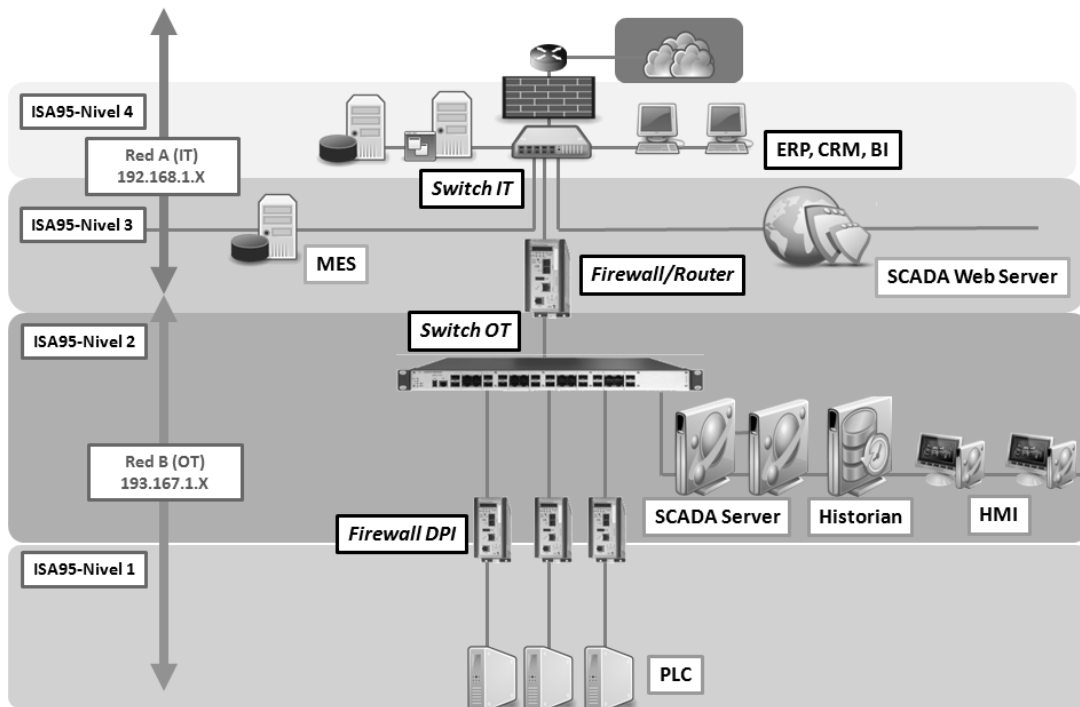 ISA95-Nivel 4
Red A (IT)
192.168.1.X
ERP, CRM, BI
Switch IT
ISA95-Nivel 3
MES
Firewall/Router
SCADA Web Server
Switch OT
ISA95-Nivel 2
Red B (OT)
193.167.1.X
SCADA Server
Historian
HMI
Firewall DPI
ISA95-Nivel 1
PLC